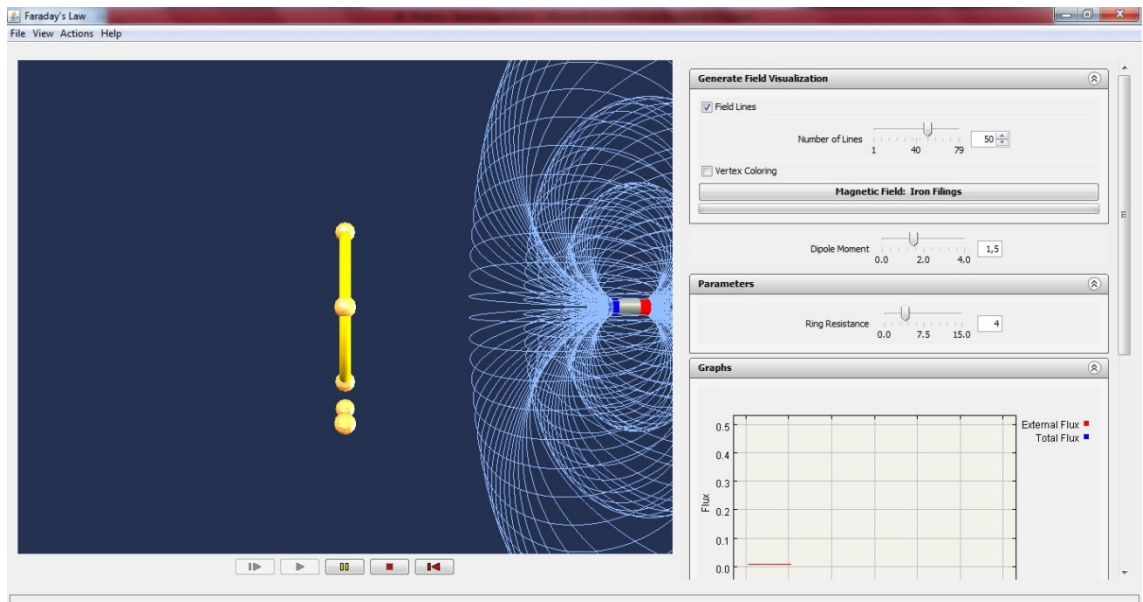 Faraday's Law
File View Actions Help
Generate Field Visualization
Field Lines
Number of Lines
50
1 40 79
Vertex Coloring
Magnetic Field: Iron Filings
Dipole Moment
1,5
0.0 2.0 4.0
Parameters
Ring Resistance
4
0.0 7.5 15.0
Graphs
0.5
External Flux
Total Flux
0.4
0.3
Flux
0.2
0.1
0.0